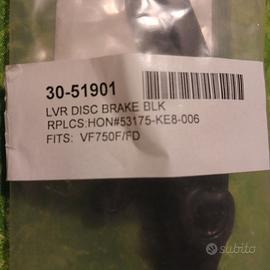 30-51901
LVR DISC BRAKE BLK
RPLCS:HON#53175-KE8-006
FITS: VF750F/FD
subito